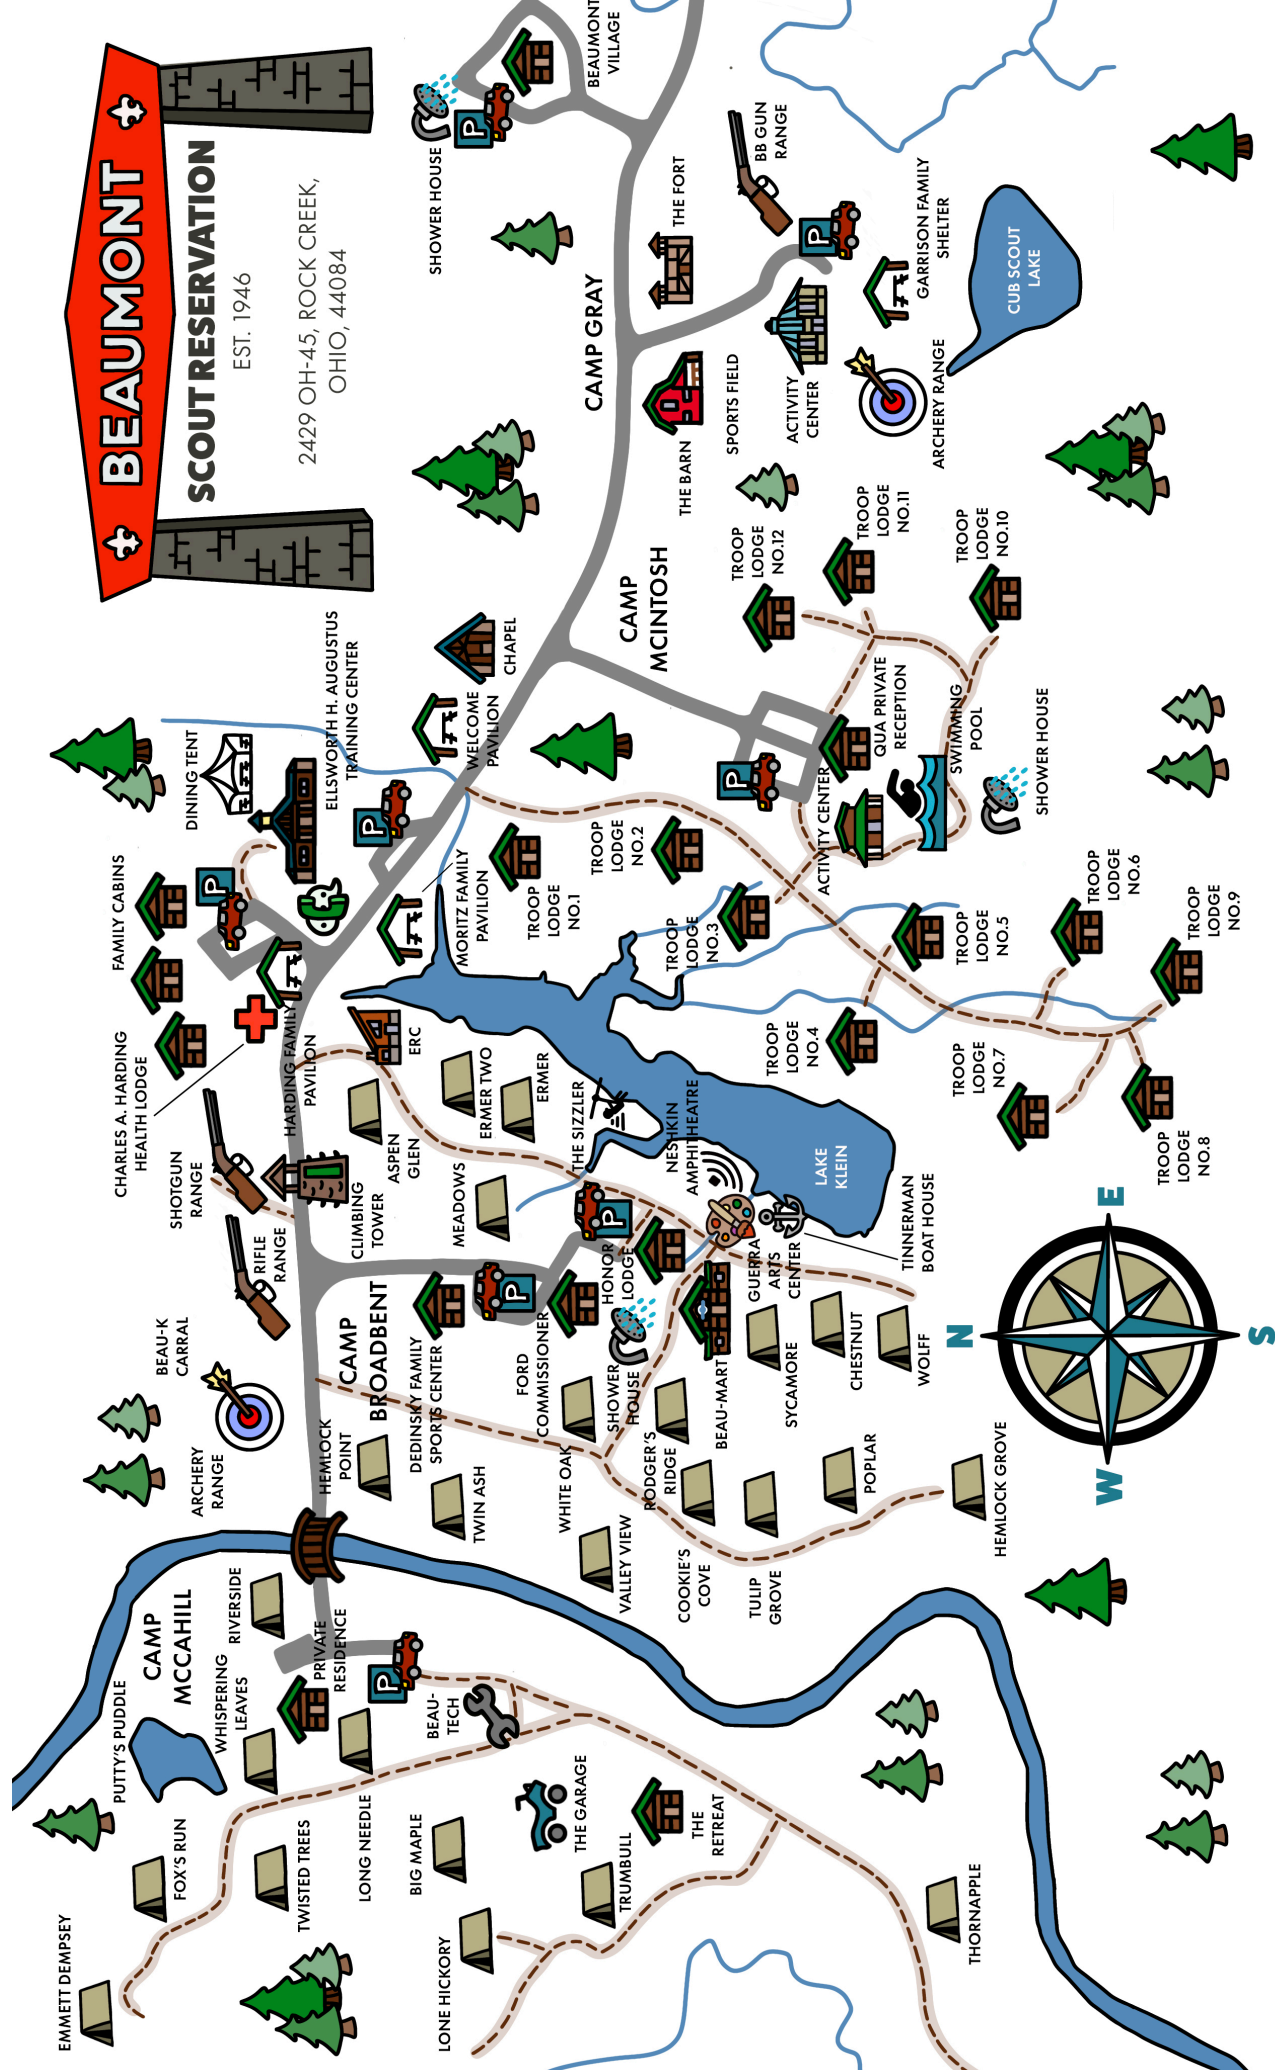 BEAUMONT
SCOUT RESERVATION
EST. 1946
2429 OH-45, ROCK CREEK,
OHIO, 44084
EMMETT DEMPSEY
FOX'S RUN
PUTTY'S PUDDLE
CAMP
MCCAHILL
WHISPERING
LEAVES
RIVERSIDE
TWISTED TREES
LONG NEEDLE
PRIVATE
RESIDENCE
P
BIG MAPLE
BEAU-
TECH
LONE HICKORY
THE GARAGE
TRUMBULL
THE
RETREAT
THORNAPPLE
ARCHERY
RANGE
BEAU-K
CARRAL
RIFLE
RANGE
SHOTGUN
RANGE
CHARLES A. HARDING
HEALTH LODGE
FAMILY CABINS
DINING TENT
P
ELLSWORTH H. AUGUSTUS
TRAINING CENTER
P
HARDING FAMILY
PAVILION
CLIMBING
TOWER
HEMLOCK
POINT
CAMP
BROADBENT
ASPEN
GLEN
ERC
MORITZ FAMILY
PAVILION
WELCOME
PAVILION
CHAPEL
DEDINSKY FAMILY
SPORTS CENTER
TWIN ASH
MEADOWS
ERMER TWO
ERMER
P
FORD
COMMISSIONER
WHITE OAK
VALLEY VIEW
SHOWER
HOUSE
HONOR
LODGE
P
THE SIZZLER
NESHKIN
AMPHITHEATRE
RODGER'S
RIDGE
COOKIE'S
COVE
TULIP
GROVE
BEAU-MART
GUERRA
ARTS
CENTER
SYCAMORE
CHESTNUT
WOLFF
POPLAR
HEMLOCK GROVE
LAKE
KLEIN
TINNERMAN
BOAT HOUSE
TROOP
LODGE
NO.1
TROOP
LODGE
NO.2
TROOP
LODGE
NO.3
TROOP
LODGE
NO.4
TROOP
LODGE
NO.5
TROOP
LODGE
NO.6
TROOP
LODGE
NO.7
TROOP
LODGE
NO.8
TROOP
LODGE
NO.9
CAMP
MCINTOSH
P
ACTIVITY CENTER
QUA PRIVATE
RECEPTION
SWIMMING
POOL
SHOWER HOUSE
TROOP
LODGE
NO.10
TROOP
LODGE
NO.11
TROOP
LODGE
NO.12
CAMP GRAY
THE BARN
SPORTS FIELD
ACTIVITY
CENTER
ARCHERY RANGE
THE FORT
P
GARRISON FAMILY
SHELTER
BB GUN
RANGE
CUB SCOUT
LAKE
SHOWER HOUSE
P
BEAUMONT
VILLAGE
N
E
S
W